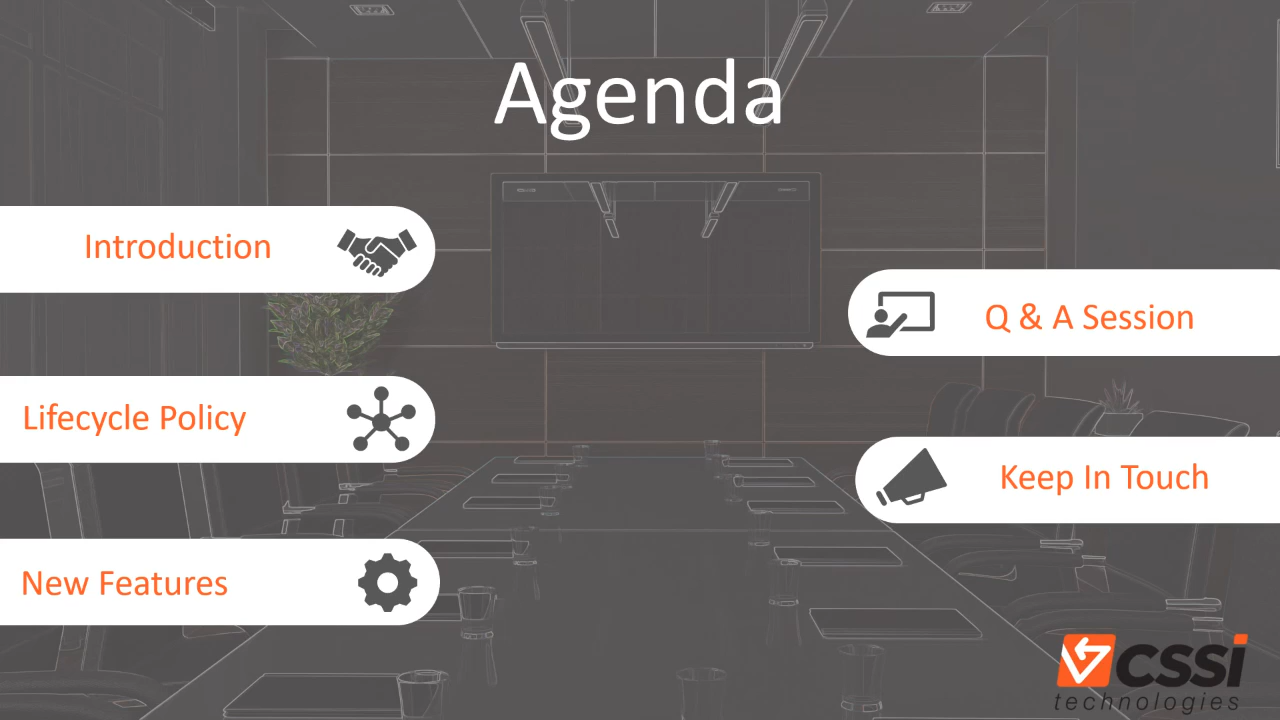 Agenda
Introduction
Lifecycle Policy
New Features
Q & A Session
Keep In Touch
CSSi
technologies